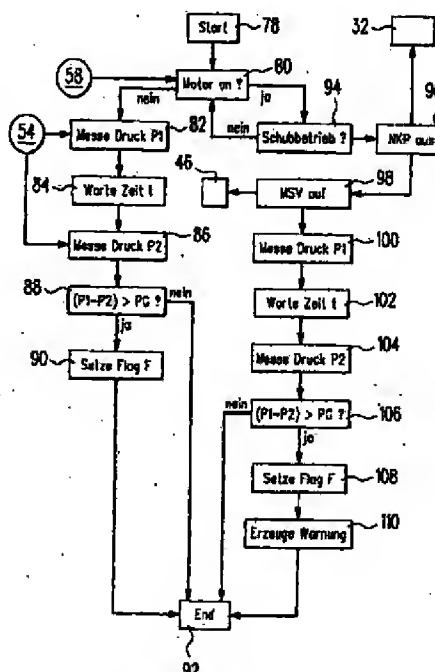 Start
78
32
58
Motor an ?
80
nein
ja
94
54
Messe Druck P1
82
nein
Schubbetrieb ?
NKP aus
84
Warte Zeit t
46
MSV auf
98
Messe Druck P2
86
Messe Druck P1
100
88
(P1-P2) > PG ?
nein
Warte Zeit t
102
ja
90
Setze Flag F
Messe Druck P2
104
(P1-P2) > PG ?
106
nein
ja
Setze Flag F
108
Erzeuge Warnung
110
End
92